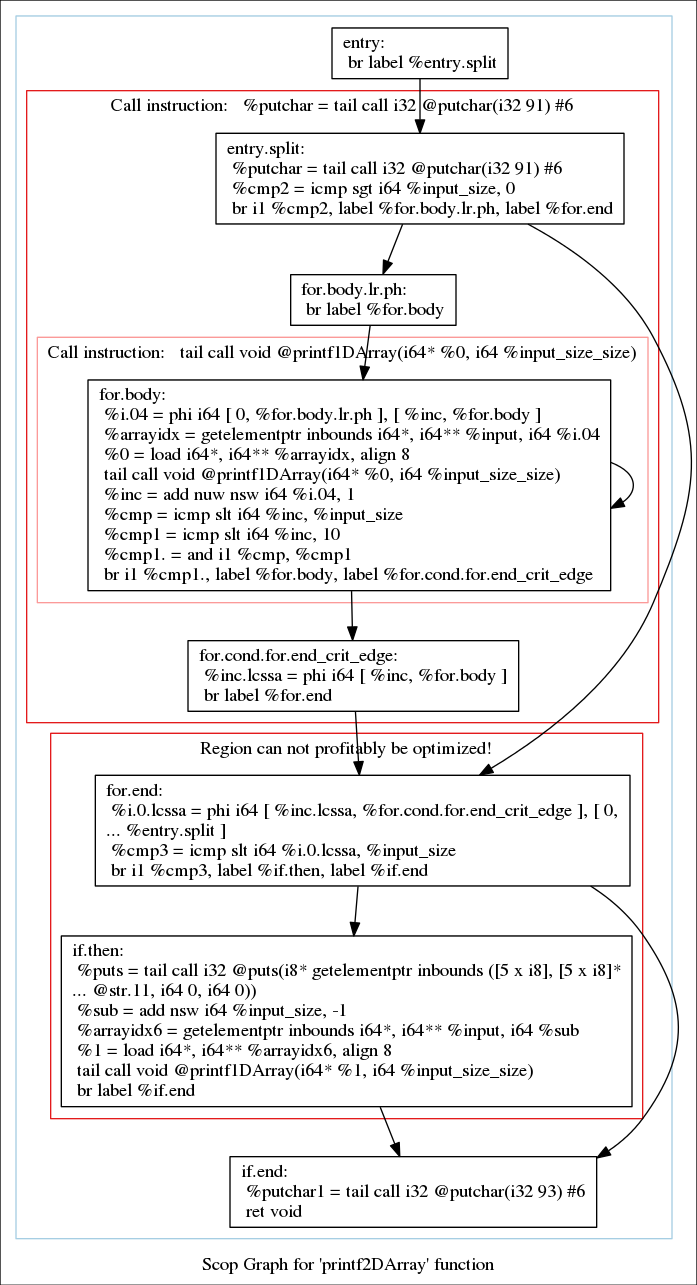 entry:
br label %entry.split
Call instruction: %putchar = tail call i32 @putchar(i32 91) #6
entry.split:
%putchar = tail call i32 @putchar(i32 91) #6
%cmp2 = icmp sgt i64 %input_size, 0
br i1 %cmp2, label %for.body.lr.ph, label %for.end
for.body.lr.ph:
br label %for.body
Call instruction: tail call void @printf1DArray(i64* %0, i64 %input_size_size)
for.body:
%i.04 = phi i64 [ 0, %for.body.lr.ph ], [ %inc, %for.body ]
%arrayidx = getelementptr inbounds i64*, i64** %input, i64 %i.04
%0 = load i64*, i64** %arrayidx, align 8
tail call void @printf1DArray(i64* %0, i64 %input_size_size)
%inc = add nuw nsw i64 %i.04, 1
%cmp = icmp slt i64 %inc, %input_size
%cmp1 = icmp slt i64 %inc, 10
%cmp1. = and i1 %cmp, %cmp1
br i1 %cmp1., label %for.body, label %for.cond.for.end_crit_edge
for.cond.for.end_crit_edge:
%inc.lcssa = phi i64 [ %inc, %for.body ]
br label %for.end
Region can not profitably be optimized!
for.end:
%i.0.lcssa = phi i64 [ %inc.lcssa, %for.cond.for.end_crit_edge ], [ 0,
... %entry.split ]
%cmp3 = icmp slt i64 %i.0.lcssa, %input_size
br i1 %cmp3, label %if.then, label %if.end
if.then:
%puts = tail call i32 @puts(i8* getelementptr inbounds ([5 x i8], [5 x i8]*
... @str.11, i64 0, i64 0))
%sub = add nsw i64 %input_size, -1
%arrayidx6 = getelementptr inbounds i64*, i64** %input, i64 %sub
%1 = load i64*, i64** %arrayidx6, align 8
tail call void @printf1DArray(i64* %1, i64 %input_size_size)
br label %if.end
if.end:
%putchar1 = tail call i32 @putchar(i32 93) #6
ret void
Scop Graph for 'printf2DArray' function